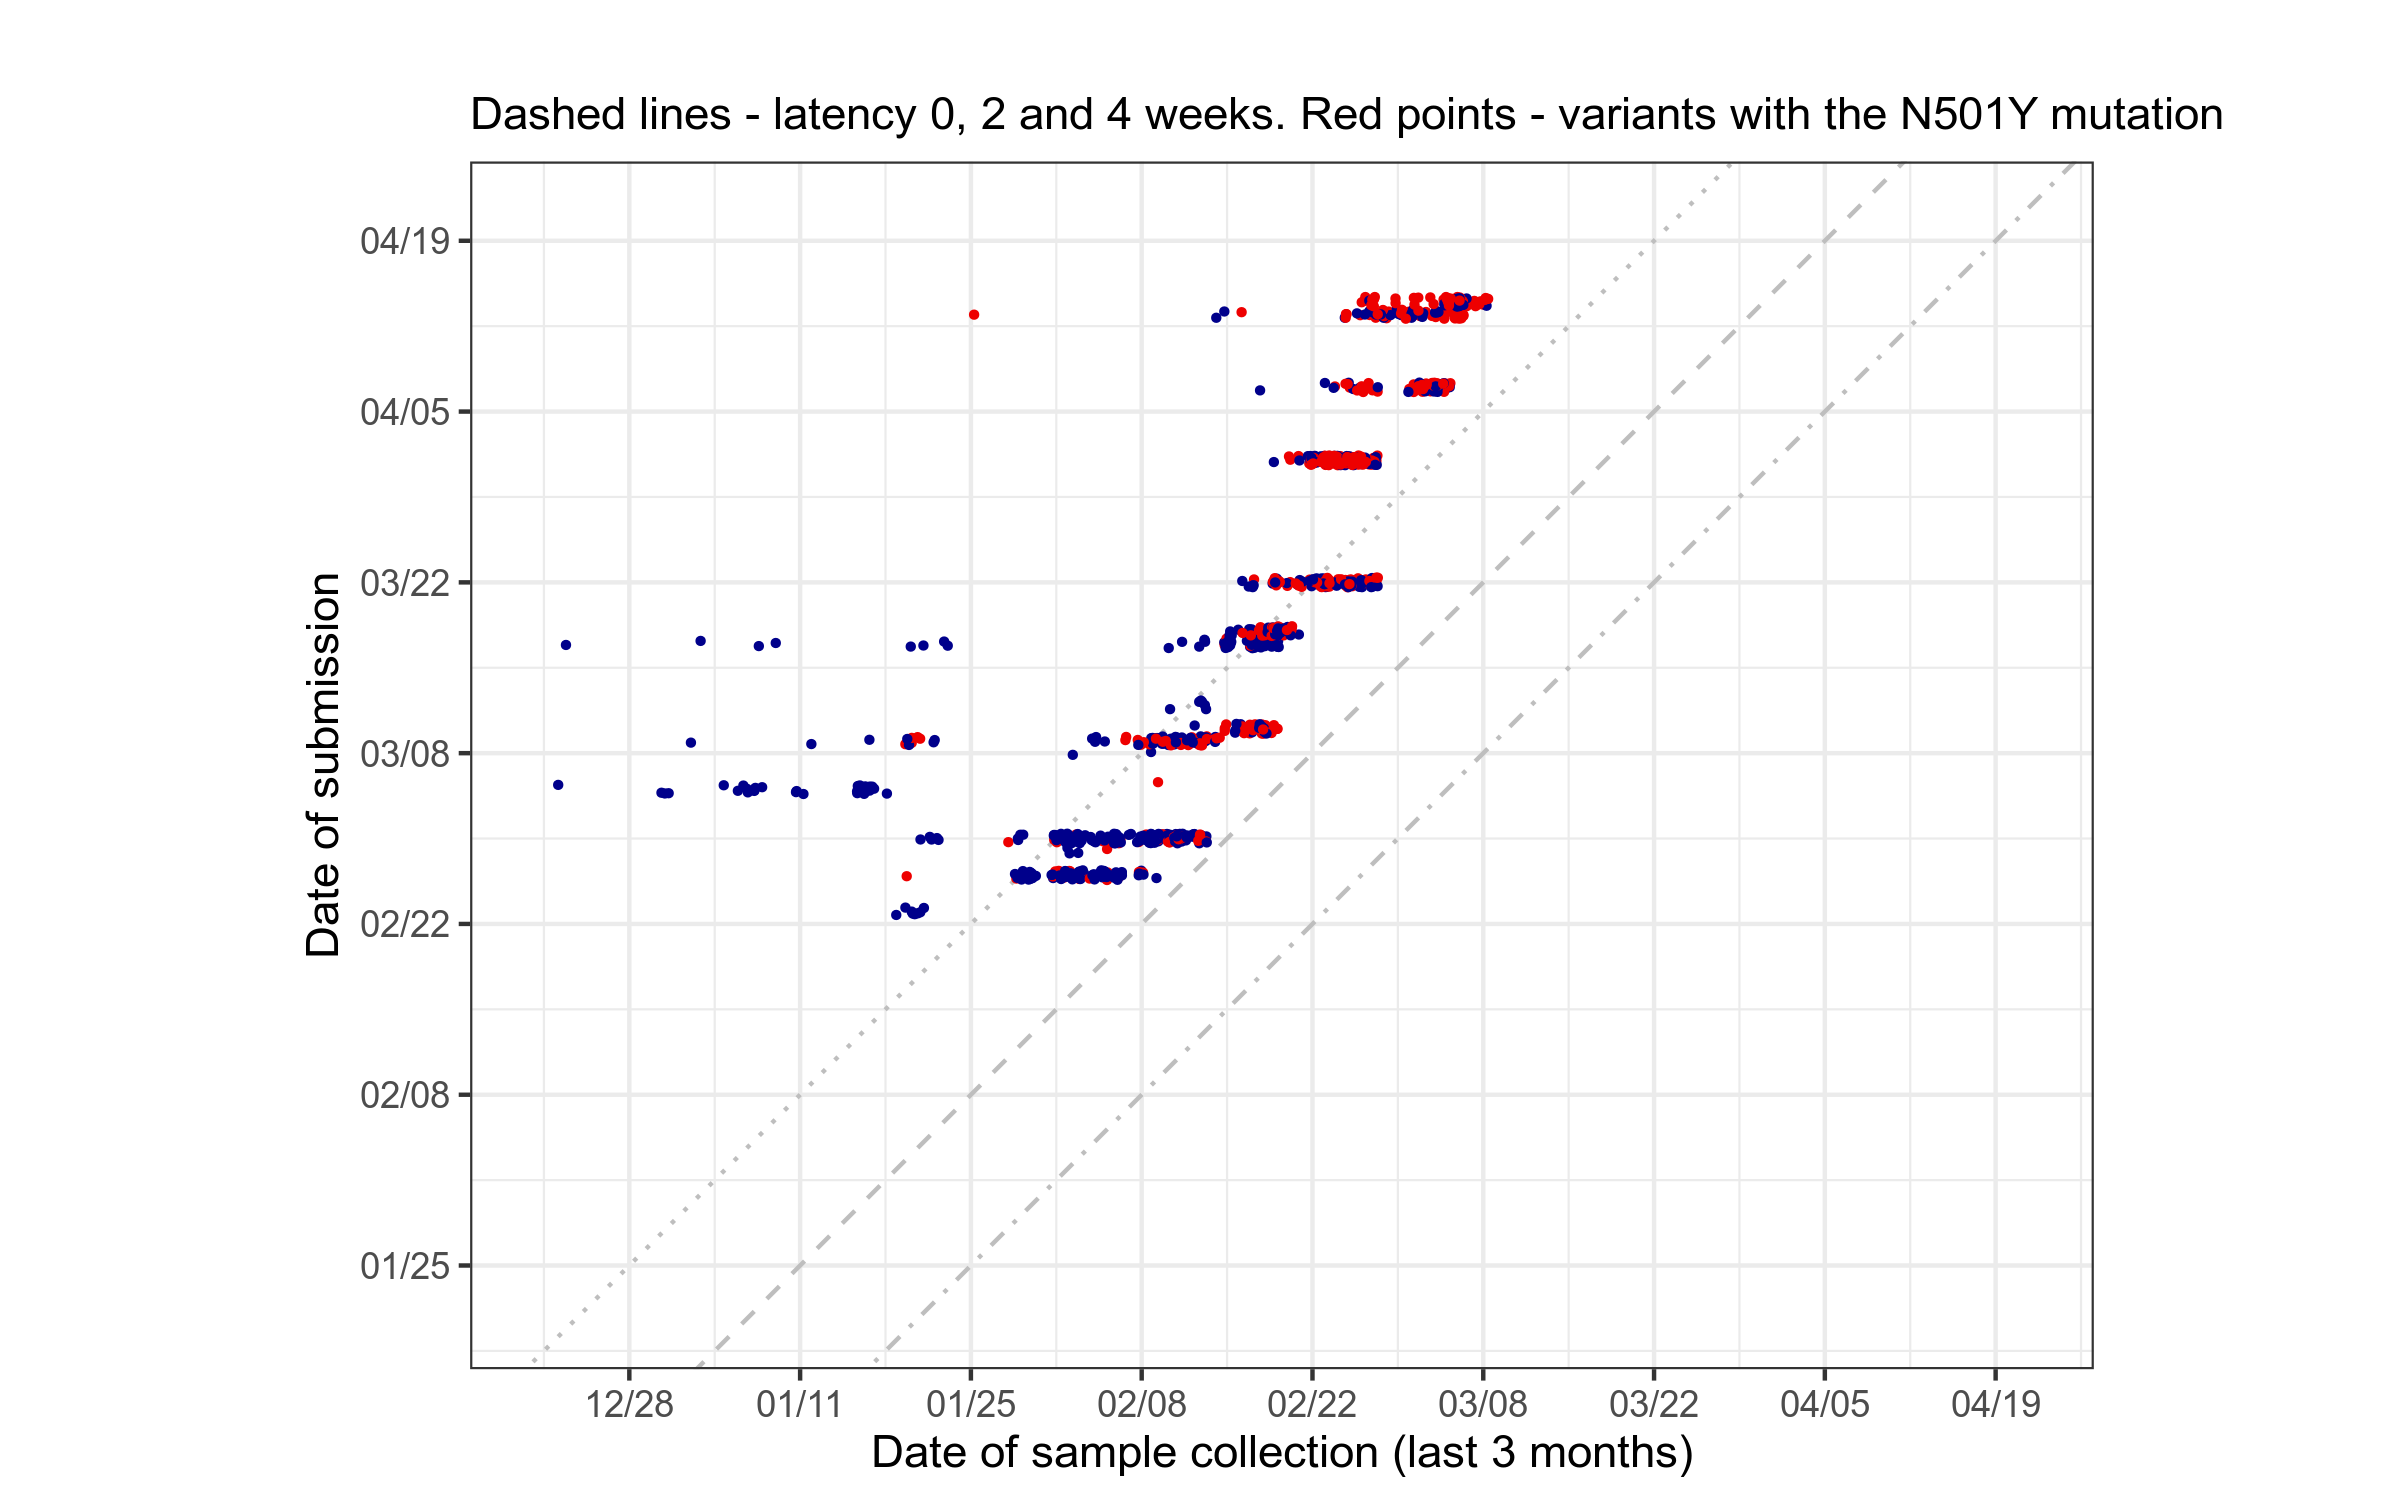 Dashed lines - latency 0, 2 and 4 weeks. Red points - variants with the N501Y mutation
04/19
04/05
03/22
03/08
02/22
02/08
01/25
Date of submission
12/28 01/11 01/25 02/08 02/22 03/08 03/22 04/05 04/19
Date of sample collection (last 3 months)